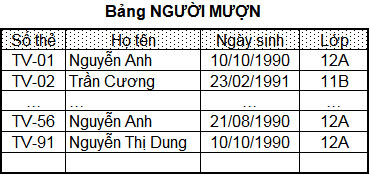 Bảng NGƯỜI MƯỢN
Số thẻ Họ tên Ngày sinh Lớp
TV-01 Nguyễn Anh 10/10/1990 12A
TV-02 Trần Cương 23/02/1991 11B
... ... ... ...
TV-56 Nguyễn Anh 21/08/1990 12A
TV-91 Nguyễn Thị Dung 10/10/1990 12A